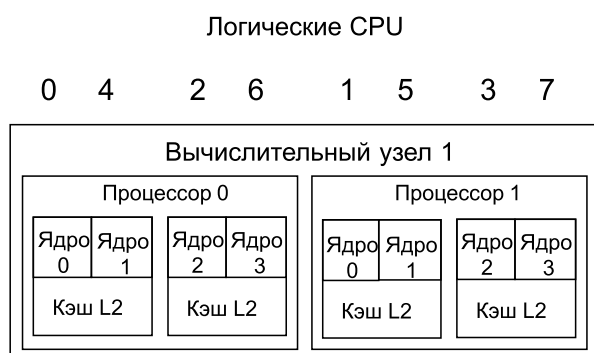 Логические CPU
0 4 2 6 1 5 3 7
Вычислительный узел 1
Процессор 0 Процессор 1
Ядро Ядро Ядро Ядро Ядро Ядро Ядро Ядро
0 1 2 3 0 1 2 3
Кэш L2 Кэш L2 Кэш L2 Кэш L2